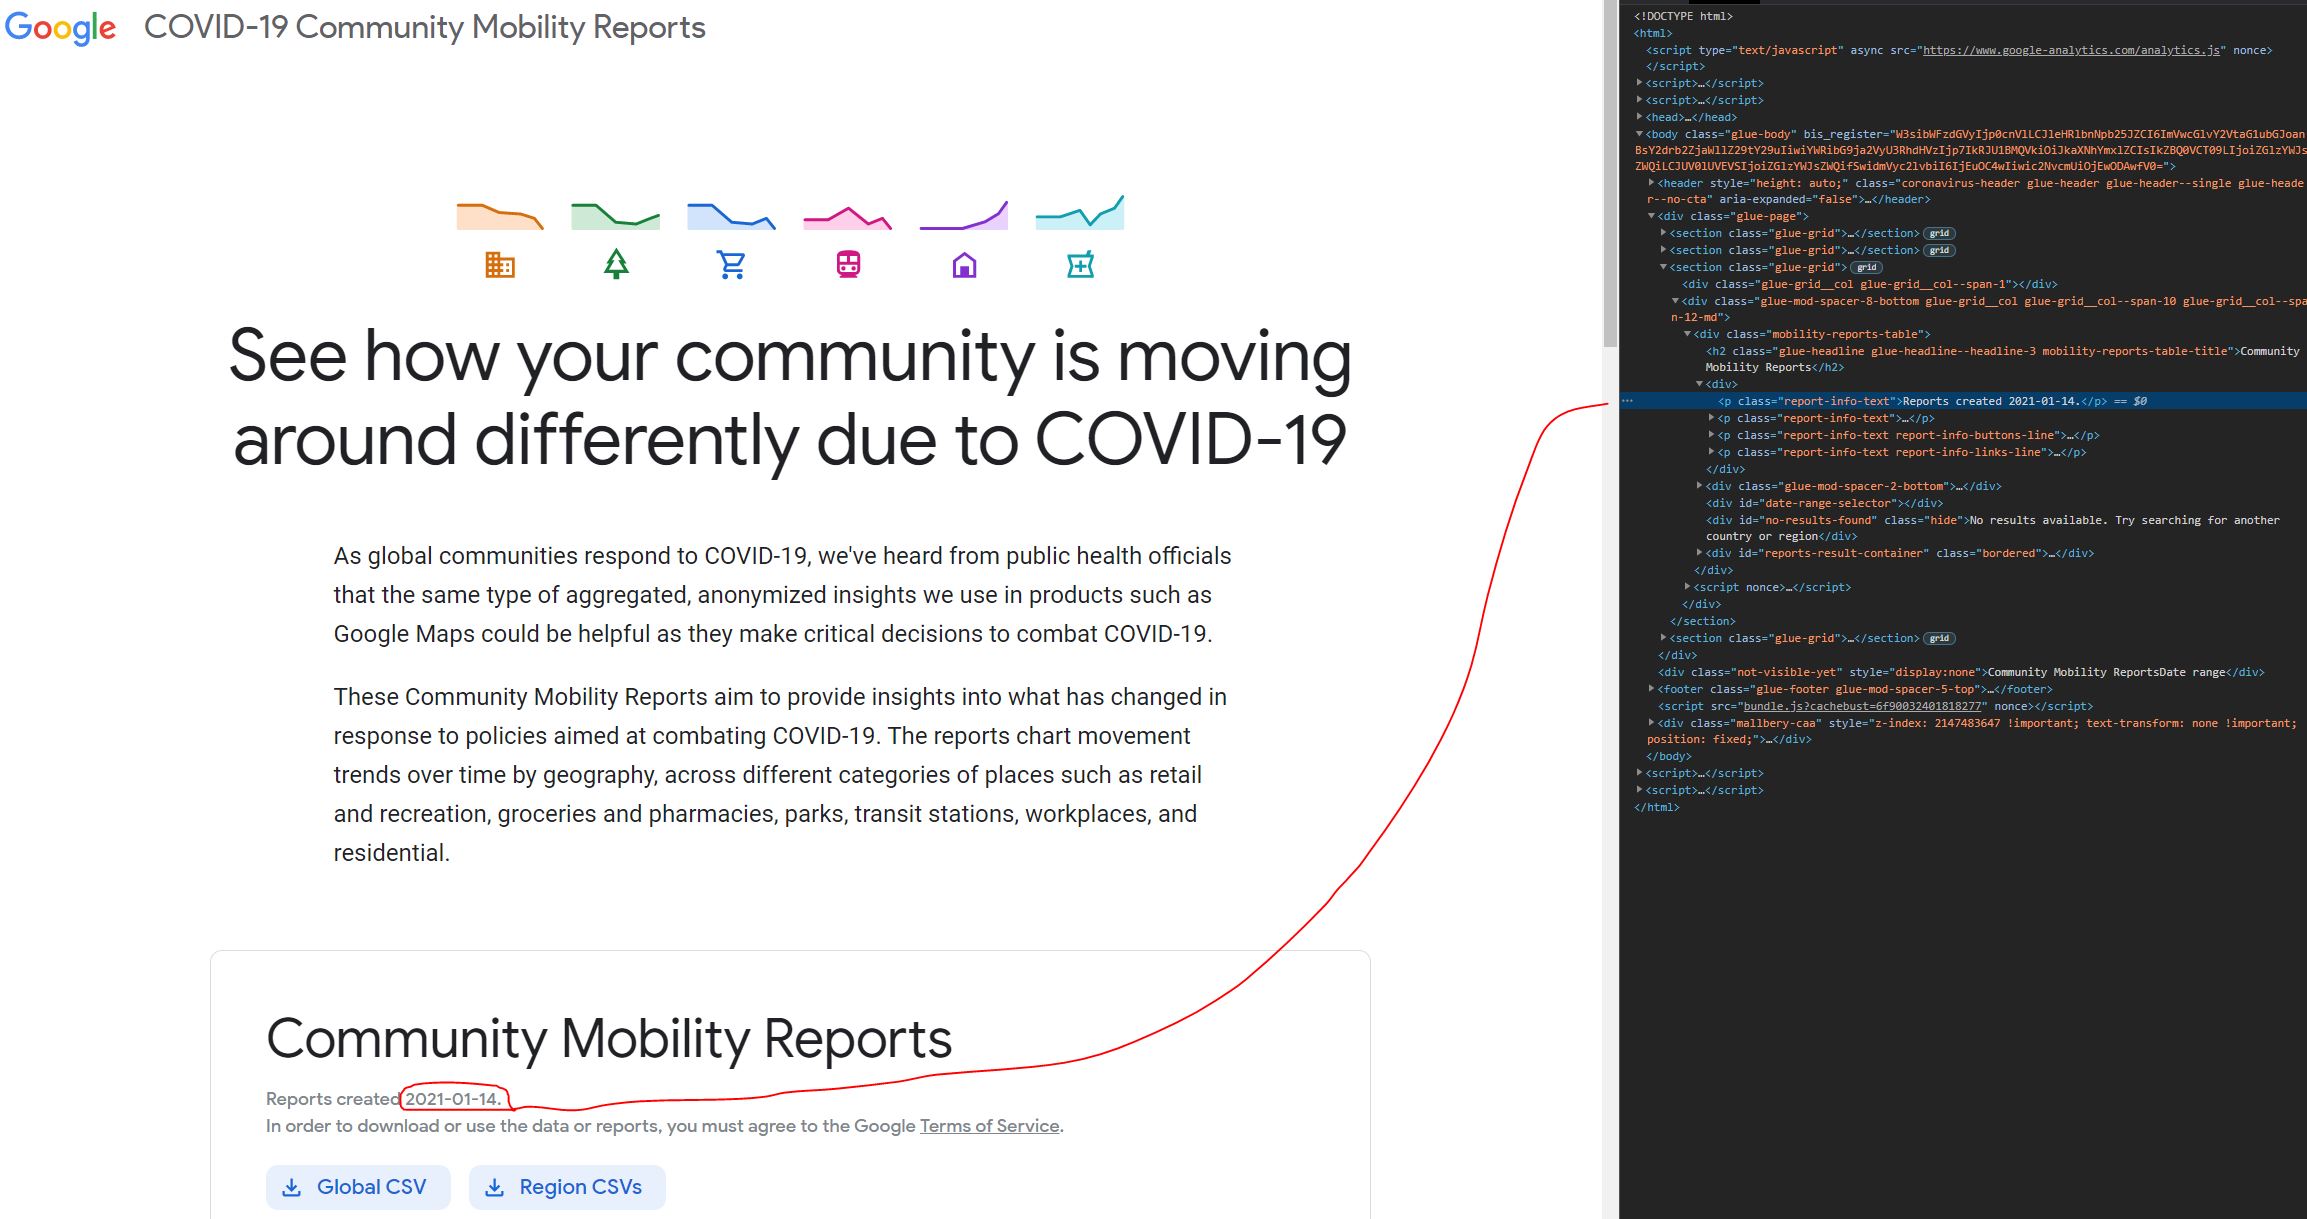 Google COVID-19 Community Mobility Reports
See how your community is moving
around differently due to COVID-19
As global communities respond to COVID-19, we've heard from public health officials
that the same type of aggregated, anonymized insights we use in products such as
Google Maps could be helpful as they make critical decisions to combat COVID-19.
These Community Mobility Reports aim to provide insights into what has changed in
response to policies aimed at combating COVID-19. The reports chart movement
trends over time by geography, across different categories of places such as retail
and recreation, groceries and pharmacies, parks, transit stations, workplaces, and
residential.
Community Mobility Reports
Reports created 2021-01-14.
In order to download or use the data or reports, you must agree to the Google Terms of Service.
Global CSV Region CSVs
<!DOCTYPE html>
<html>
<script type="text/javascript" async src="https://www.google-analytics.com/analytics.js" nonce>
</script>
<script>…</script>
<script>…</script>
<head>…</head>
<body class="glue-body" bis_register="
<header style="height: auto;" class="coronavirus-header glue-header glue-header--single glue-heade
r--no-cta" aria-expanded="false">…</header>
<div class="glue-page">
<section class="glue-grid">…</section> grid
<section class="glue-grid">…</section> grid
<section class="glue-grid"> grid
<div class="glue-grid__col glue-grid__col--span-1"></div>
<div class="glue-mod-spacer-8-bottom glue-grid__col glue-grid__col--span-10 glue-grid__col--spa
n-12-md">
<div class="mobility-reports-table">
<h2 class="glue-headline glue-headline--headline-3 mobility-reports-table-title">Community
Mobility Reports</h2>
<div>
… <p class="report-info-text">Reports created 2021-01-14.</p> == $0
<p class="report-info-text">…</p>
<p class="report-info-text report-info-buttons-line">…</p>
<p class="report-info-text report-info-links-line">…</p>
</div>
<div class="glue-mod-spacer-2-bottom">…</div>
<div id="date-range-selector"></div>
<div id="no-results-found" class="hide">No results available. Try searching for another
country or region</div>
<div id="reports-result-container" class="bordered">…</div>
</div>
<script nonce>…</script>
</div>
</section>
<section class="glue-grid">…</section> grid
</div>
<div class="not-visible-yet" style="display:none">Community Mobility ReportsDate range</div>
<footer class="glue-footer glue-mod-spacer-5-top">…</footer>
<script src="bundle.js?cachebust=6f90032401818277" nonce></script>
<div class="mallbery-caa" style="z-index: 2147483647 !important; text-transform: none !important;
position: fixed;">…</div>
</body>
<script>…</script>
<script>…</script>
</html>